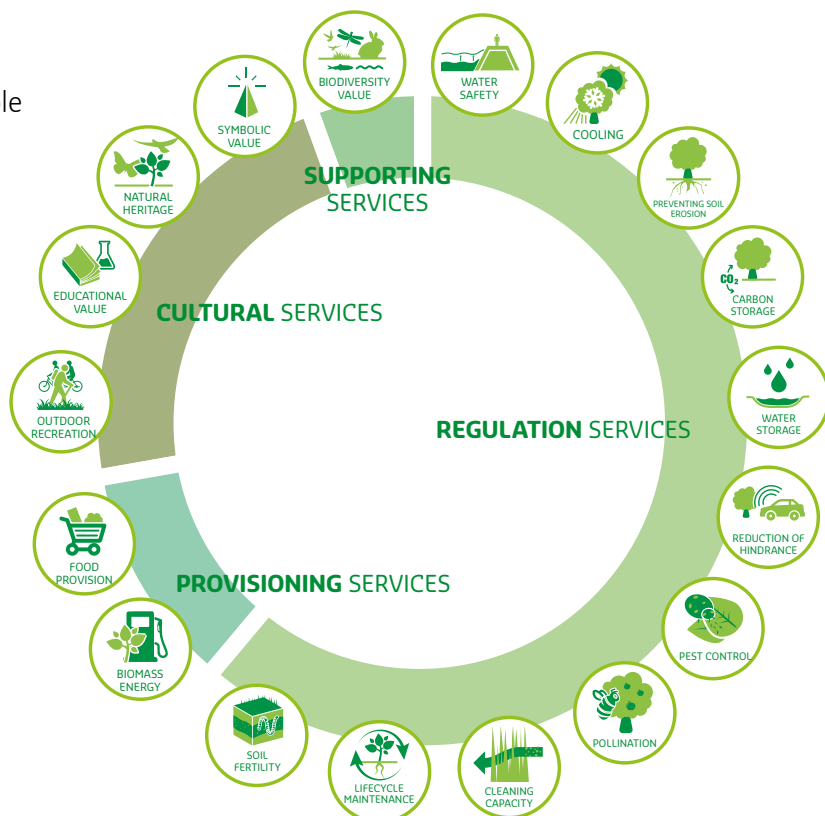 ole
BIODIVERSITY
VALUE
WATER
SAFETY
COOLING
PREVENTING SOIL
EROSION
CO₂
CARBON
STORAGE
WATER
STORAGE
REDUCTION OF
HINDRANCE
PEST CONTROL
POLLINATION
CLEANING
CAPACITY
LIFECYCLE
MAINTENANCE
SOIL
FERTILITY
BIOMASS
ENERGY
FOOD
PROVISION
OUTDOOR
RECREATION
EDUCATIONAL
VALUE
NATURAL
HERITAGE
SYMBOLIC
VALUE
SUPPORTING
SERVICES
CULTURAL SERVICES
REGULATION SERVICES
PROVISIONING SERVICES